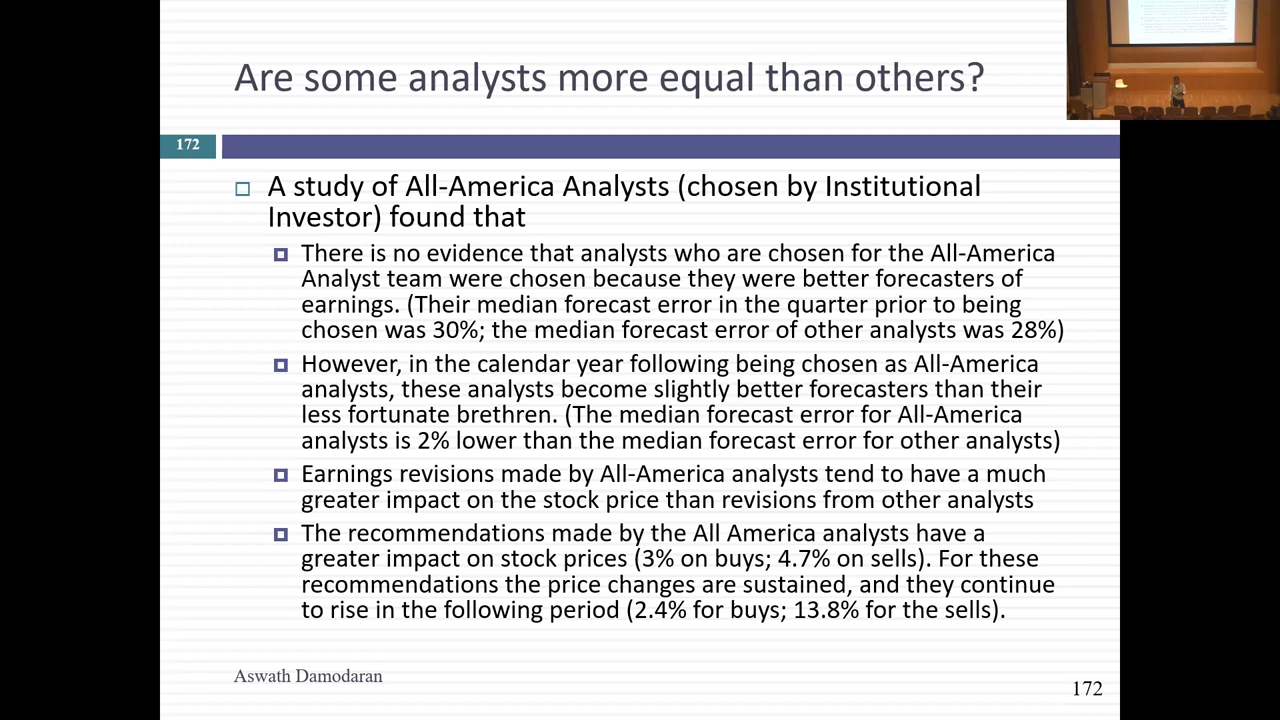 Are some analysts more equal than others?
172
A study of All-America Analysts (chosen by Institutional
Investor) found that
There is no evidence that analysts who are chosen for the All-America
Analyst team were chosen because they were better forecasters of
earnings. (Their median forecast error in the quarter prior to being
chosen was 30%; the median forecast error of other analysts was 28%)
However, in the calendar year following being chosen as All-America
analysts, these analysts become slightly better forecasters than their
less fortunate brethren. (The median forecast error for All-America
analysts is 2% lower than the median forecast error for other analysts)
Earnings revisions made by All-America analysts tend to have a much
greater impact on the stock price than revisions from other analysts
The recommendations made by the All America analysts have a
greater impact on stock prices (3% on buys; 4.7% on sells). For these
recommendations the price changes are sustained, and they continue
to rise in the following period (2.4% for buys; 13.8% for the sells).
Aswath Damodaran
172